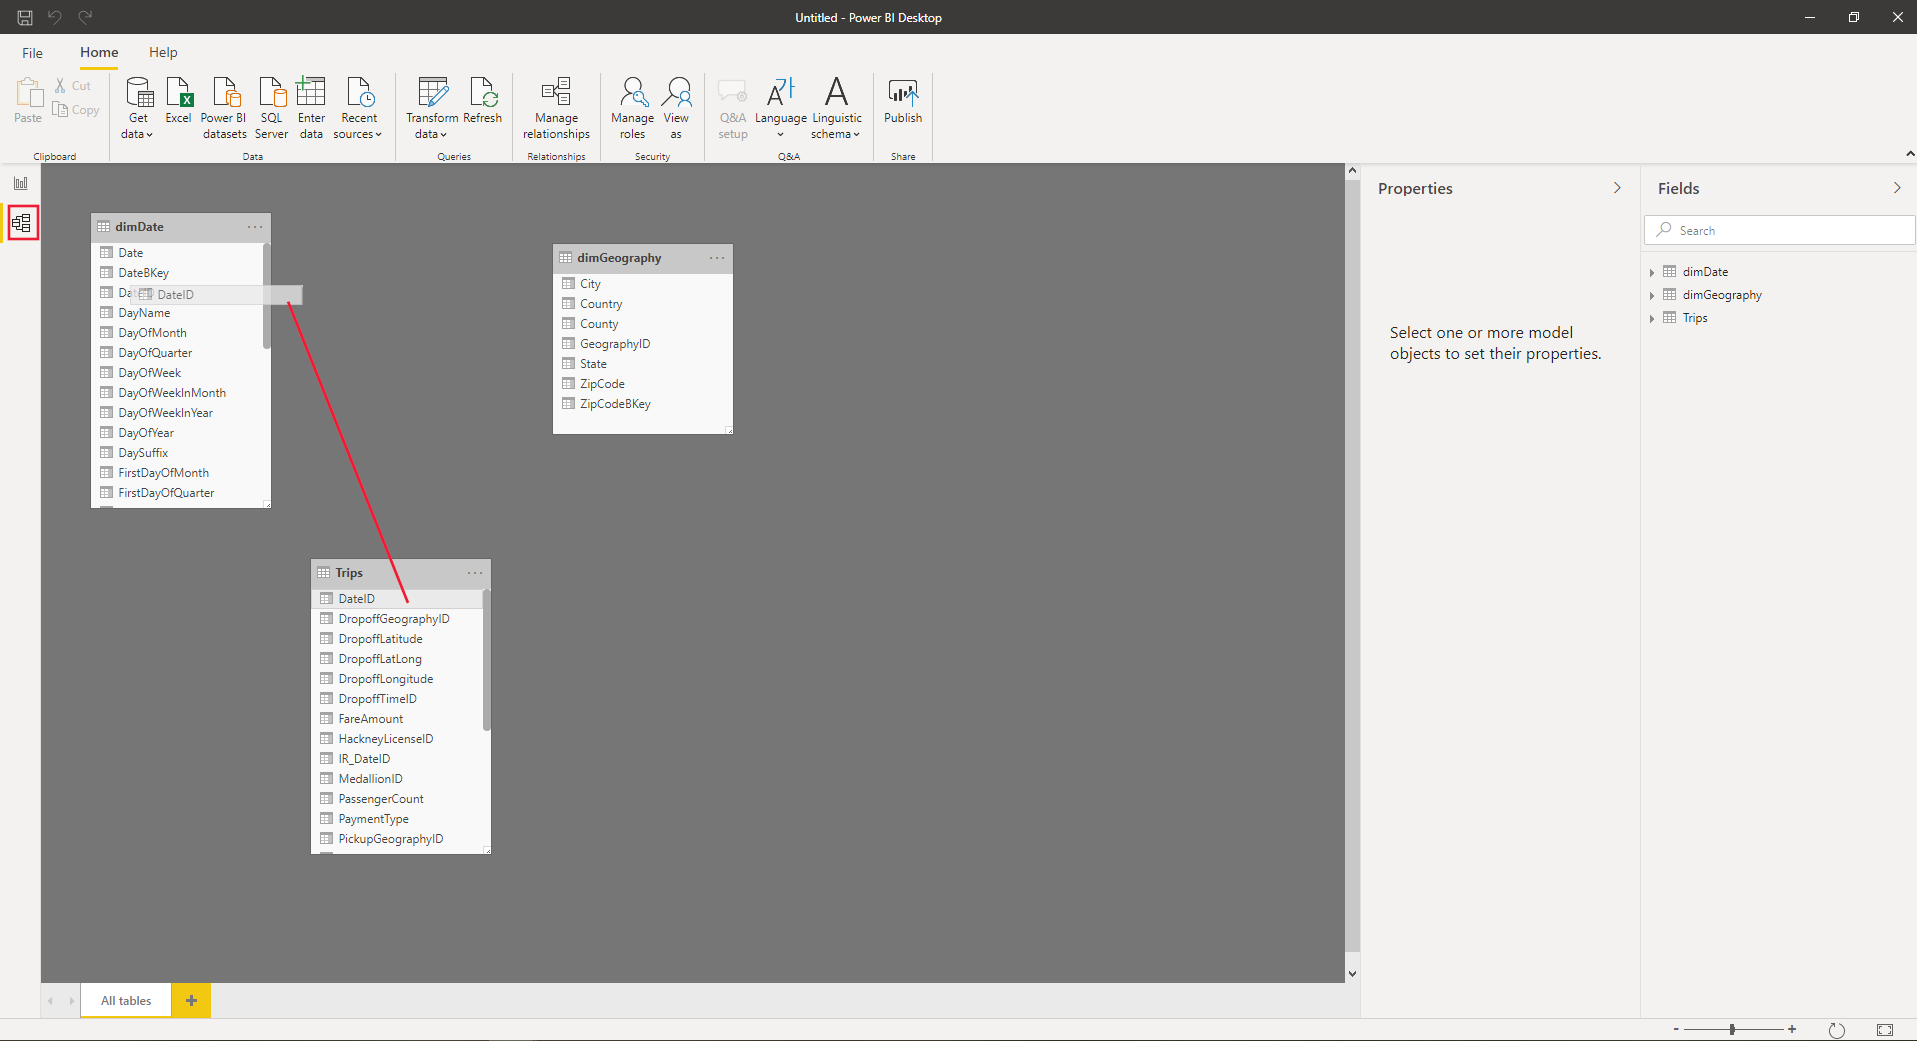 Untitled - Power BI Desktop
File
Home
Help
Paste
Cut
Copy
Clipboard
Get data
Excel
Power BI datasets
SQL Server
Enter data
Recent sources
Data
Transform data
Refresh
Queries
Manage relationships
Relationships
Manage roles
View as
Security
Q&A setup
Language
Linguistic schema
Q&A
Publish
Share
dimDate
Date
DateBKey
Da
DateID
DayName
DayOfMonth
DayOfQuarter
DayOfWeek
DayOfWeekInMonth
DayOfWeekInYear
DayOfYear
DaySuffix
FirstDayOfMonth
FirstDayOfQuarter
dimGeography
City
Country
County
GeographyID
State
ZipCode
ZipCodeBKey
Trips
DateID
DropoffGeographyID
DropoffLatitude
DropoffLatLong
DropoffLongitude
DropoffTimeID
FareAmount
HackneyLicenseID
IR_DateID
MedallionID
PassengerCount
PaymentType
PickupGeographyID
Properties
Select one or more model
objects to set their properties.
Fields
Search
dimDate
dimGeography
Trips
All tables